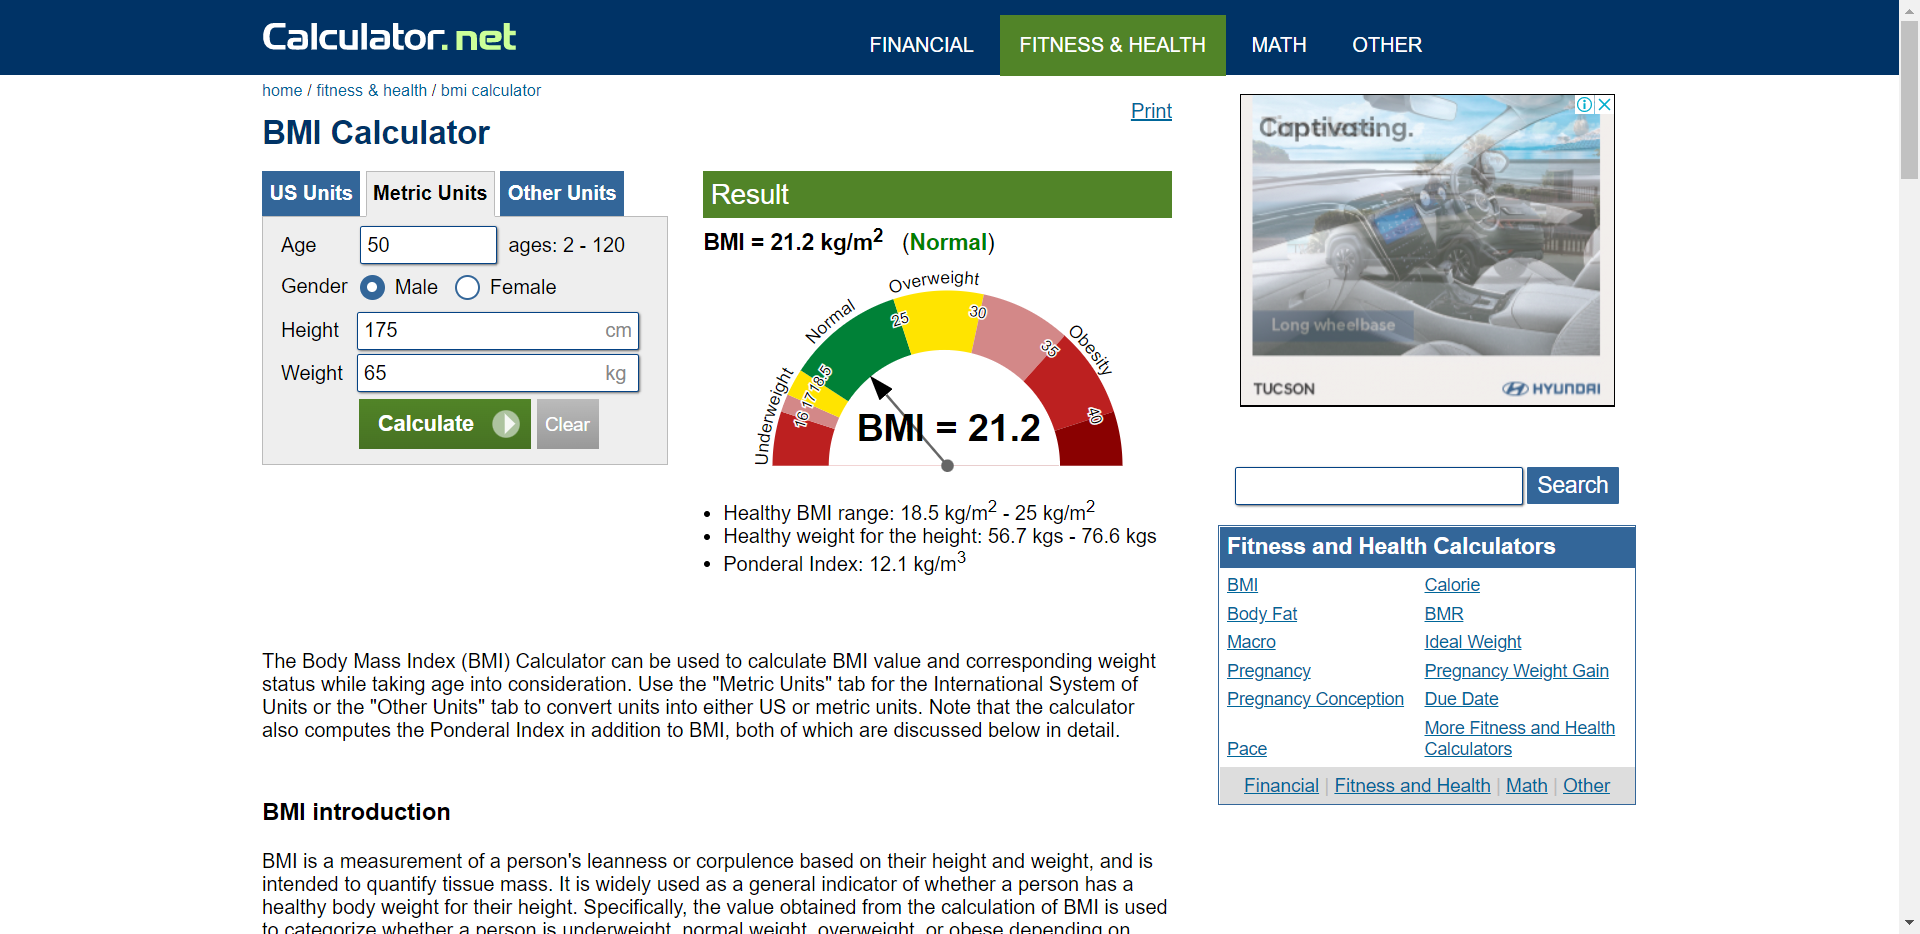 Calculator.net
FINANCIAL
FITNESS & HEALTH
MATH
OTHER
home / fitness & health / bmi calculator
Print
BMI Calculator
US Units
Metric Units
Other Units
Age
50
ages: 2 - 120
Gender
Male
Female
Height
175
cm
Weight
65
kg
Calculate
Clear
Result
BMI = 21.2 kg/m2 (Normal)
Underweight
Normal
Overweight
Obesity
16
17
18.5
25
30
35
40
BMI = 21.2
• Healthy BMI range: 18.5 kg/m2 - 25 kg/m2
• Healthy weight for the height: 56.7 kgs - 76.6 kgs
• Ponderal Index: 12.1 kg/m3
The Body Mass Index (BMI) Calculator can be used to calculate BMI value and corresponding weight
status while taking age into consideration. Use the "Metric Units" tab for the International System of
Units or the "Other Units" tab to convert units into either US or metric units. Note that the calculator
also computes the Ponderal Index in addition to BMI, both of which are discussed below in detail.
BMI introduction
BMI is a measurement of a person's leanness or corpulence based on their height and weight, and is
intended to quantify tissue mass. It is widely used as a general indicator of whether a person has a
healthy body weight for their height. Specifically, the value obtained from the calculation of BMI is used
to categorize whether a person is underweight, normal weight, overweight, or obese depending on
Captivating.
Long wheelbase
TUCSON
HYUNDAI
Search
Fitness and Health Calculators
BMI
Calorie
Body Fat
BMR
Macro
Ideal Weight
Pregnancy
Pregnancy Weight Gain
Pregnancy Conception
Due Date
Pace
More Fitness and Health
Calculators
Financial | Fitness and Health | Math | Other